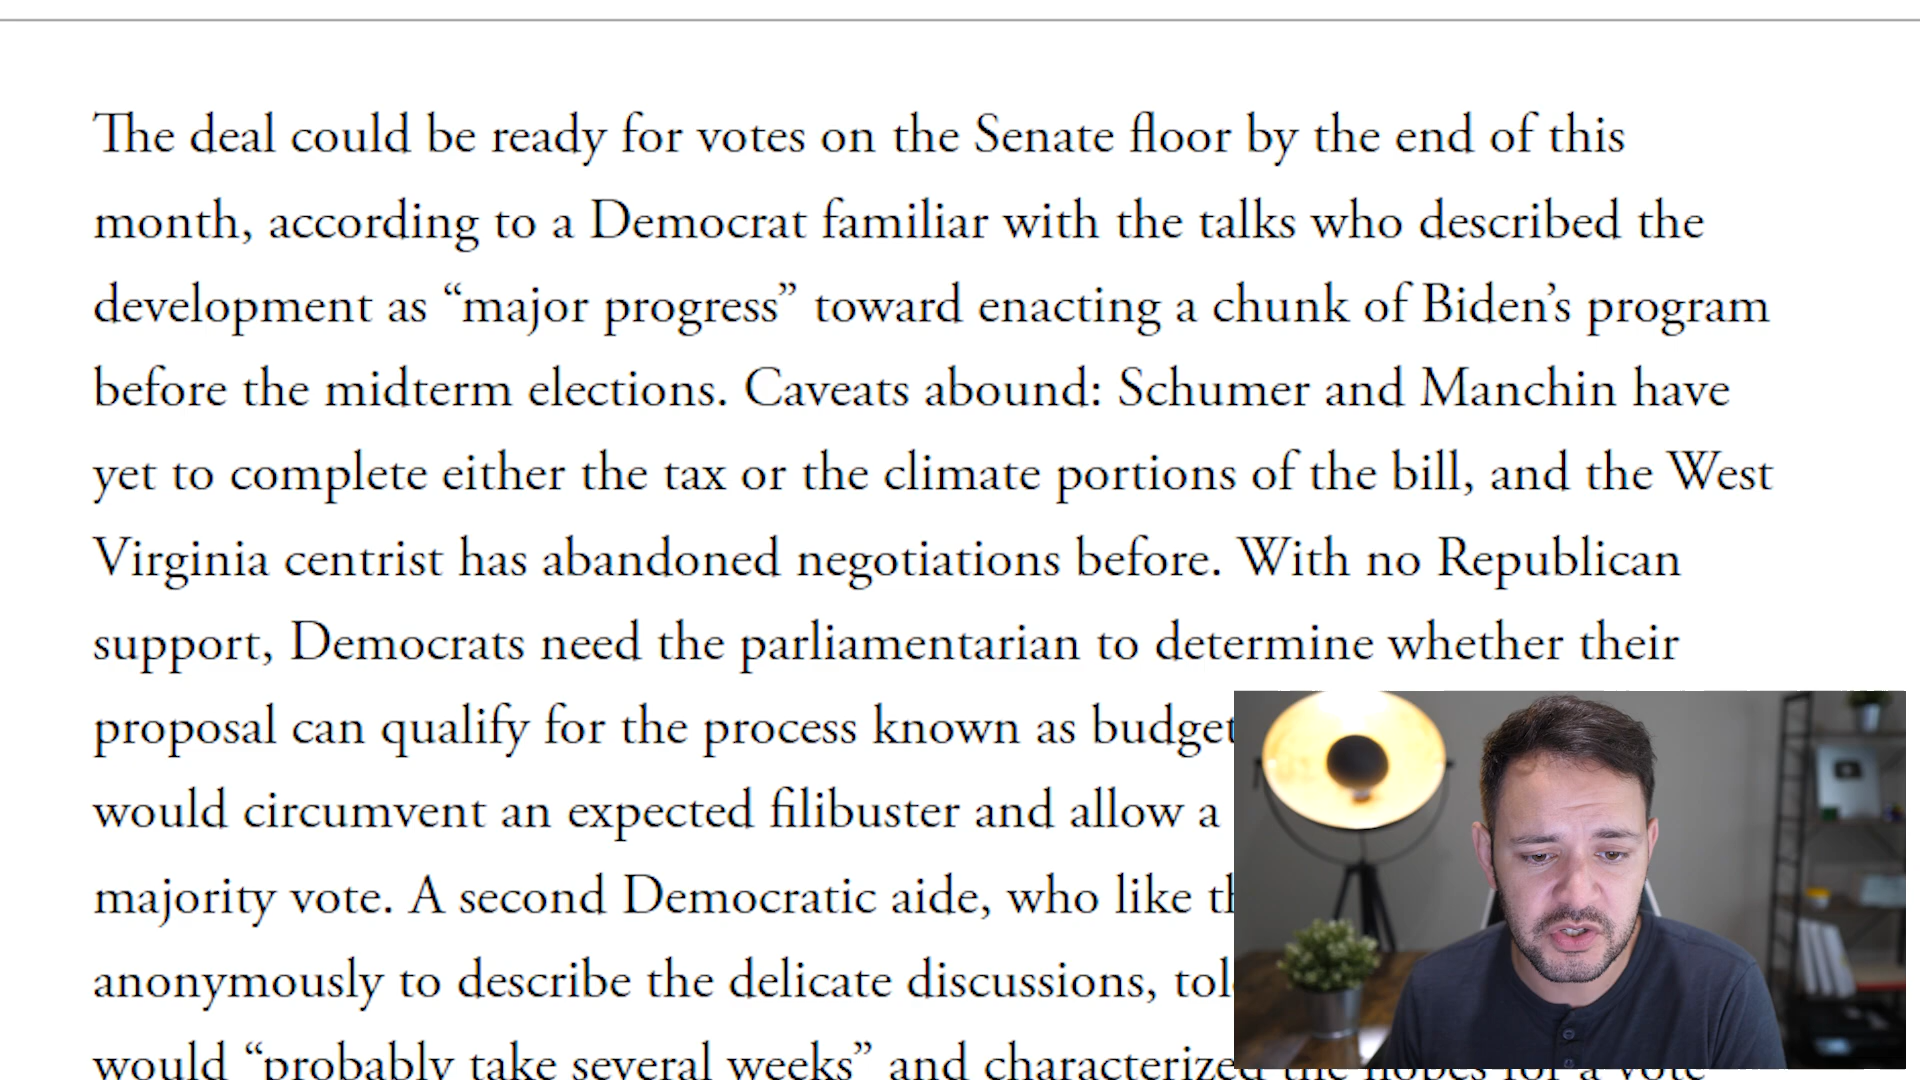 The deal could be ready for votes on the Senate floor by the end of this
month, according to a Democrat familiar with the talks who described the
development as “major progress” toward enacting a chunk of Biden’s program
before the midterm elections. Caveats abound: Schumer and Manchin have
yet to complete either the tax or the climate portions of the bill, and the West
Virginia centrist has abandoned negotiations before. With no Republican
support, Democrats need the parliamentarian to determine whether their
proposal can qualify for the process known as budget
would circumvent an expected filibuster and allow a
majority vote. A second Democratic aide, who like
anonymously to describe the delicate discussions,
would “probably take several weeks” and characterized the hopes for a vote